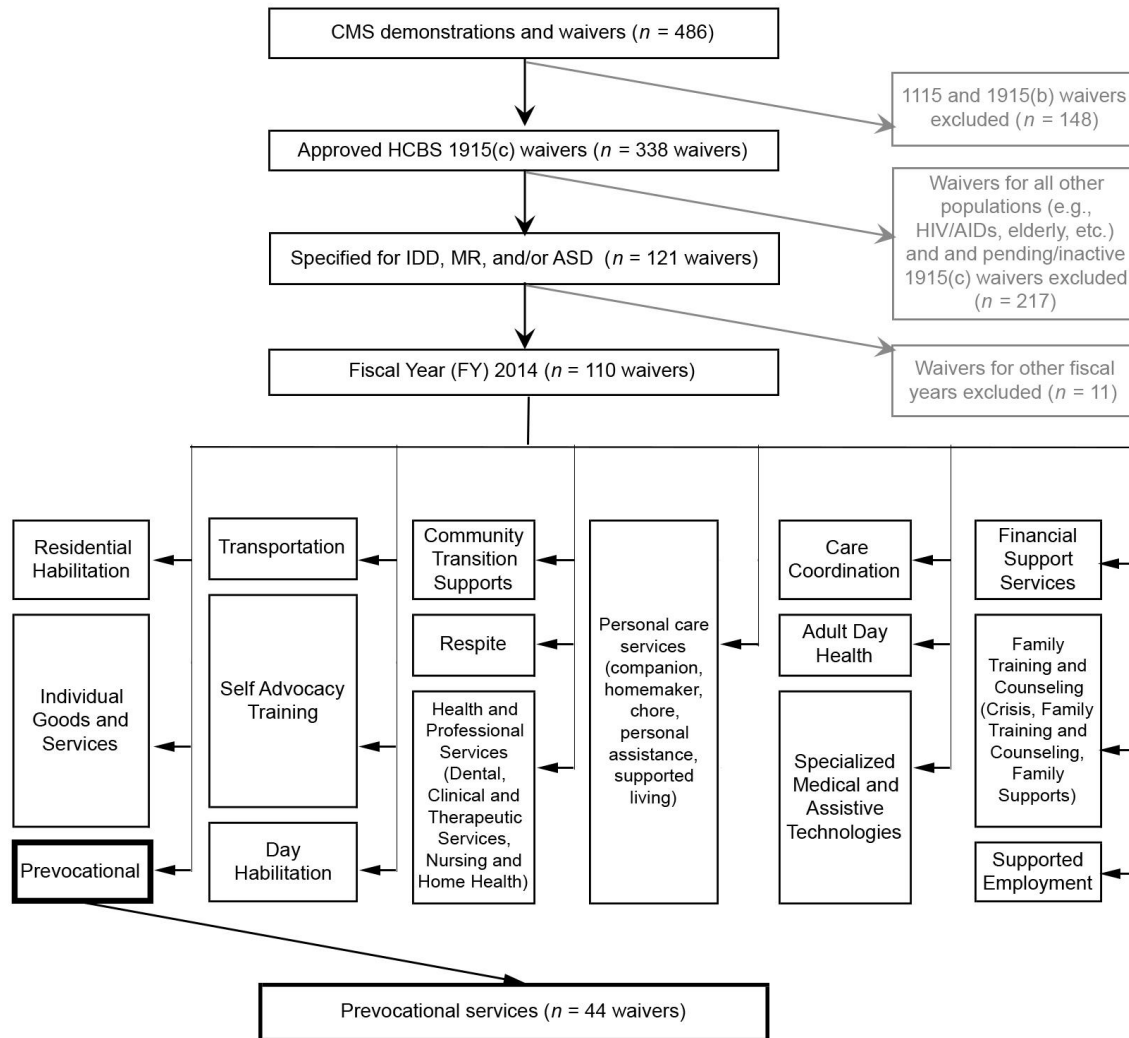 CMS demonstrations and waivers (n = 486)
1115 and 1915(b) waivers
excluded (n = 148)
Approved HCBS 1915(c) waivers (n = 338 waivers)
Waivers for all other
populations (e.g.,
HIV/AIDs, elderly, etc.)
and and pending/inactive
1915(c) waivers excluded
(n = 217)
Specified for IDD, MR, and/or ASD (n = 121 waivers)
Fiscal Year (FY) 2014 (n = 110 waivers)
Waivers for other fiscal
years excluded (n = 11)
Residential
Habilitation
Individual
Goods and
Services
Prevocational
Transportation
Self Advocacy
Training
Day
Habilitation
Community
Transition
Supports
Respite
Health and
Professional
Services
(Dental,
Clinical and
Therapeutic
Services,
Nursing and
Home Health)
Personal care
services
(companion,
homemaker,
chore,
personal
assistance,
supported
living)
Care
Coordination
Adult Day
Health
Specialized
Medical and
Assistive
Technologies
Financial
Support
Services
Family
Training and
Counseling
(Crisis, Family
Training and
Counseling,
Family
Supports)
Supported
Employment
Prevocational services (n = 44 waivers)